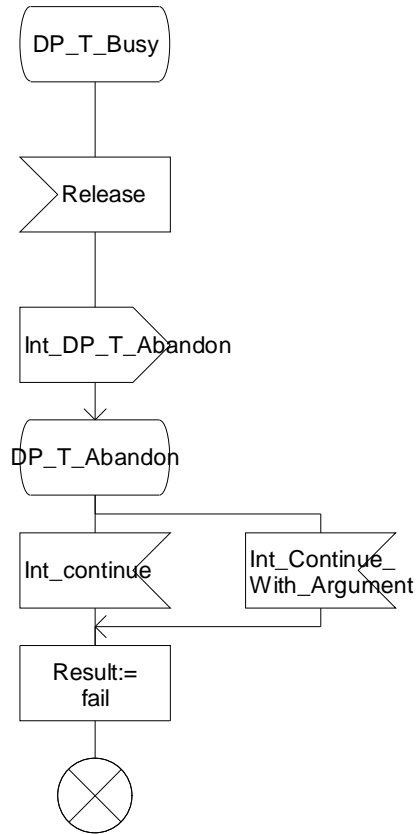 DP_T_Busy
Release
Int_DP_T_Abandon
DP_T_Abandon
Int_continue
Int_Continue_
With_Argument
Result:=
fail